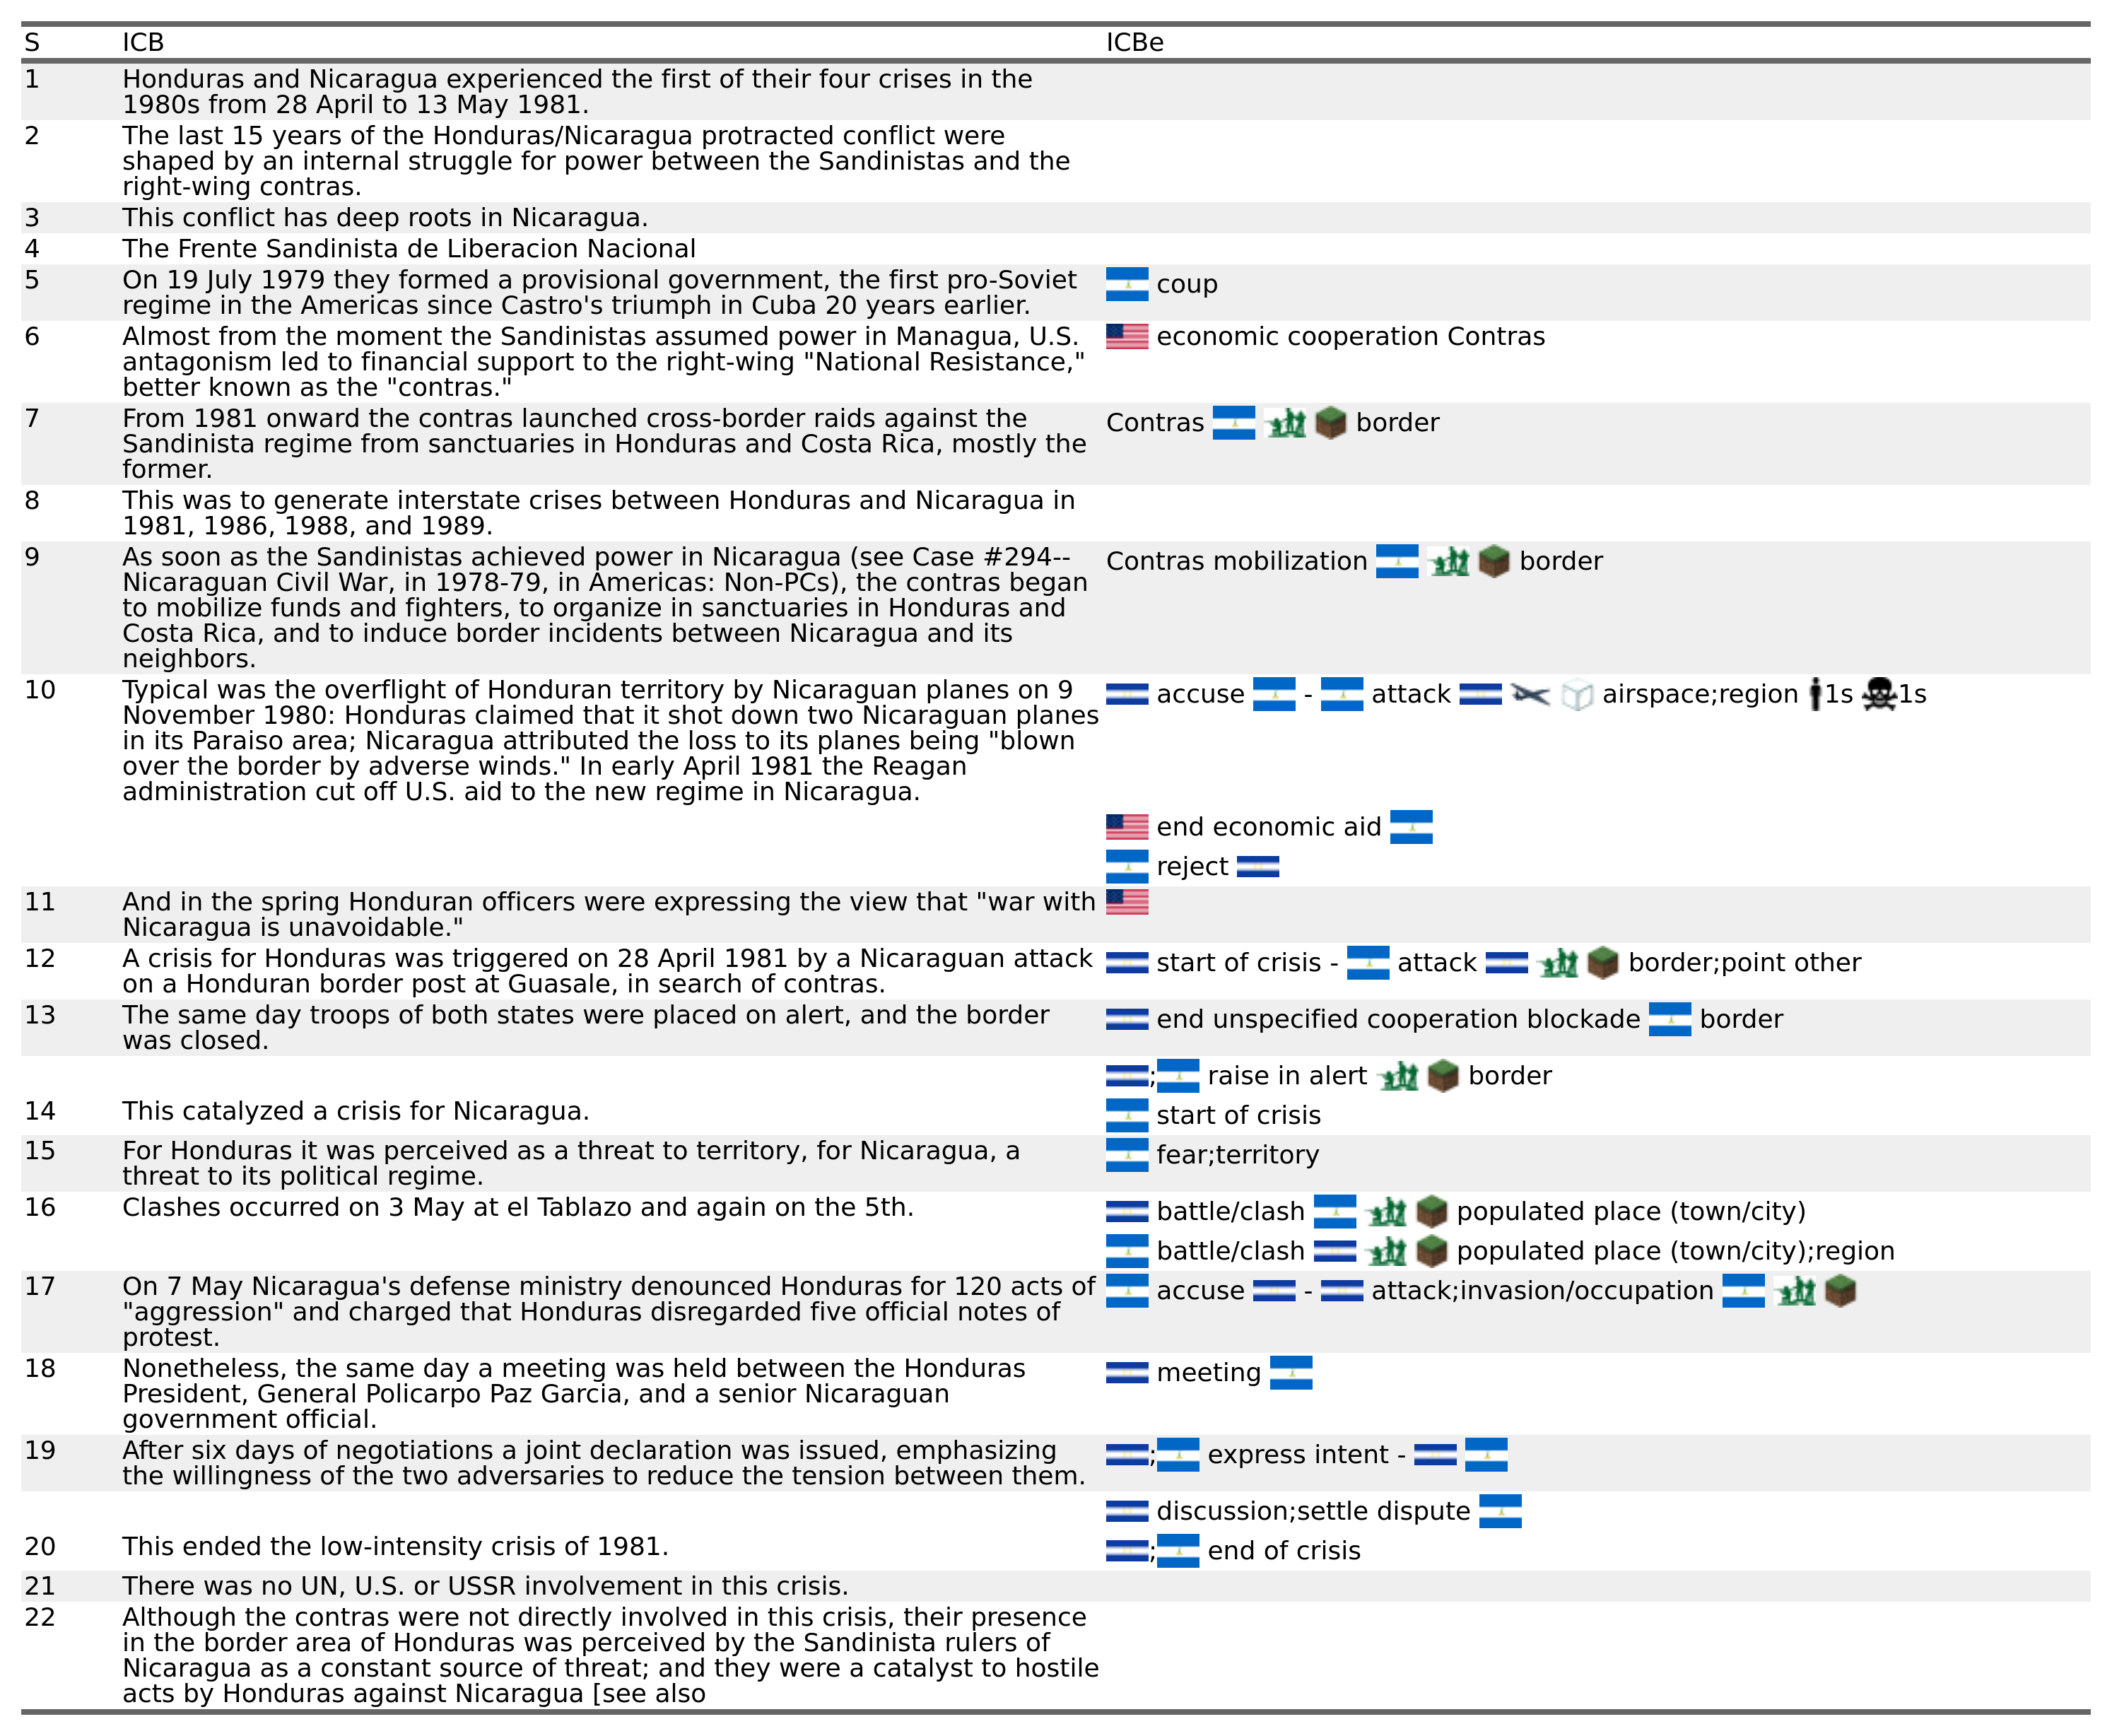 S ICB ICBe
1 Honduras and Nicaragua experienced the first of their four crises in the
1980s from 28 April to 13 May 1981.
2 The last 15 years of the Honduras/Nicaragua protracted conflict were
shaped by an internal struggle for power between the Sandinistas and the
right-wing contras.
3 This conflict has deep roots in Nicaragua.
4 The Frente Sandinista de Liberacion Nacional
5 On 19 July 1979 they formed a provisional government, the first pro-Soviet
regime in the Americas since Castro's triumph in Cuba 20 years earlier.
coup
6 Almost from the moment the Sandinistas assumed power in Managua, U.S.
antagonism led to financial support to the right-wing "National Resistance,"
better known as the "contras."
economic cooperation Contras
7 From 1981 onward the contras launched cross-border raids against the
Sandinista regime from sanctuaries in Honduras and Costa Rica, mostly the
former.
Contras border
8 This was to generate interstate crises between Honduras and Nicaragua in
1981, 1986, 1988, and 1989.
9 As soon as the Sandinistas achieved power in Nicaragua (see Case #294--
Nicaraguan Civil War, in 1978-79, in Americas: Non-PCs), the contras began
to mobilize funds and fighters, to organize in sanctuaries in Honduras and
Costa Rica, and to induce border incidents between Nicaragua and its
neighbors.
Contras mobilization border
10 Typical was the overflight of Honduran territory by Nicaraguan planes on 9
November 1980: Honduras claimed that it shot down two Nicaraguan planes
in its Paraiso area; Nicaragua attributed the loss to its planes being "blown
over the border by adverse winds." In early April 1981 the Reagan
administration cut off U.S. aid to the new regime in Nicaragua.
accuse - attack airspace;region 1s 1s
end economic aid
reject
11 And in the spring Honduran officers were expressing the view that "war with
Nicaragua is unavoidable."
12 A crisis for Honduras was triggered on 28 April 1981 by a Nicaraguan attack
on a Honduran border post at Guasale, in search of contras.
start of crisis - attack border;point other
13 The same day troops of both states were placed on alert, and the border
was closed.
end unspecified cooperation blockade border
; raise in alert border
14 This catalyzed a crisis for Nicaragua.
start of crisis
15 For Honduras it was perceived as a threat to territory, for Nicaragua, a
threat to its political regime.
fear;territory
16 Clashes occurred on 3 May at el Tablazo and again on the 5th.
battle/clash populated place (town/city)
battle/clash populated place (town/city);region
17 On 7 May Nicaragua's defense ministry denounced Honduras for 120 acts of
"aggression" and charged that Honduras disregarded five official notes of
protest.
accuse - attack;invasion/occupation
18 Nonetheless, the same day a meeting was held between the Honduras
President, General Policarpo Paz Garcia, and a senior Nicaraguan
government official.
meeting
19 After six days of negotiations a joint declaration was issued, emphasizing
the willingness of the two adversaries to reduce the tension between them.
; express intent -
discussion;settle dispute
20 This ended the low-intensity crisis of 1981.
; end of crisis
21 There was no UN, U.S. or USSR involvement in this crisis.
22 Although the contras were not directly involved in this crisis, their presence
in the border area of Honduras was perceived by the Sandinista rulers of
Nicaragua as a constant source of threat; and they were a catalyst to hostile
acts by Honduras against Nicaragua [see also